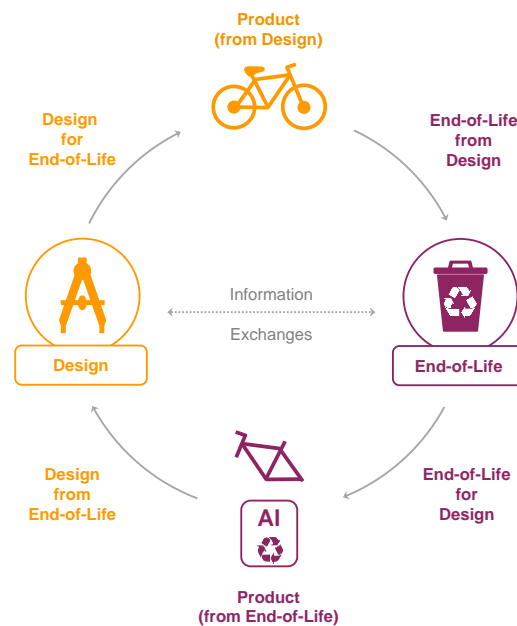 Product
(from Design)
Design
for
End-of-Life
End-of-Life
from
Design
Information
Exchanges
Design
End-of-Life
Design
from
End-of-Life
End-of-Life
for
Design
Al
Product
(from End-of-Life)